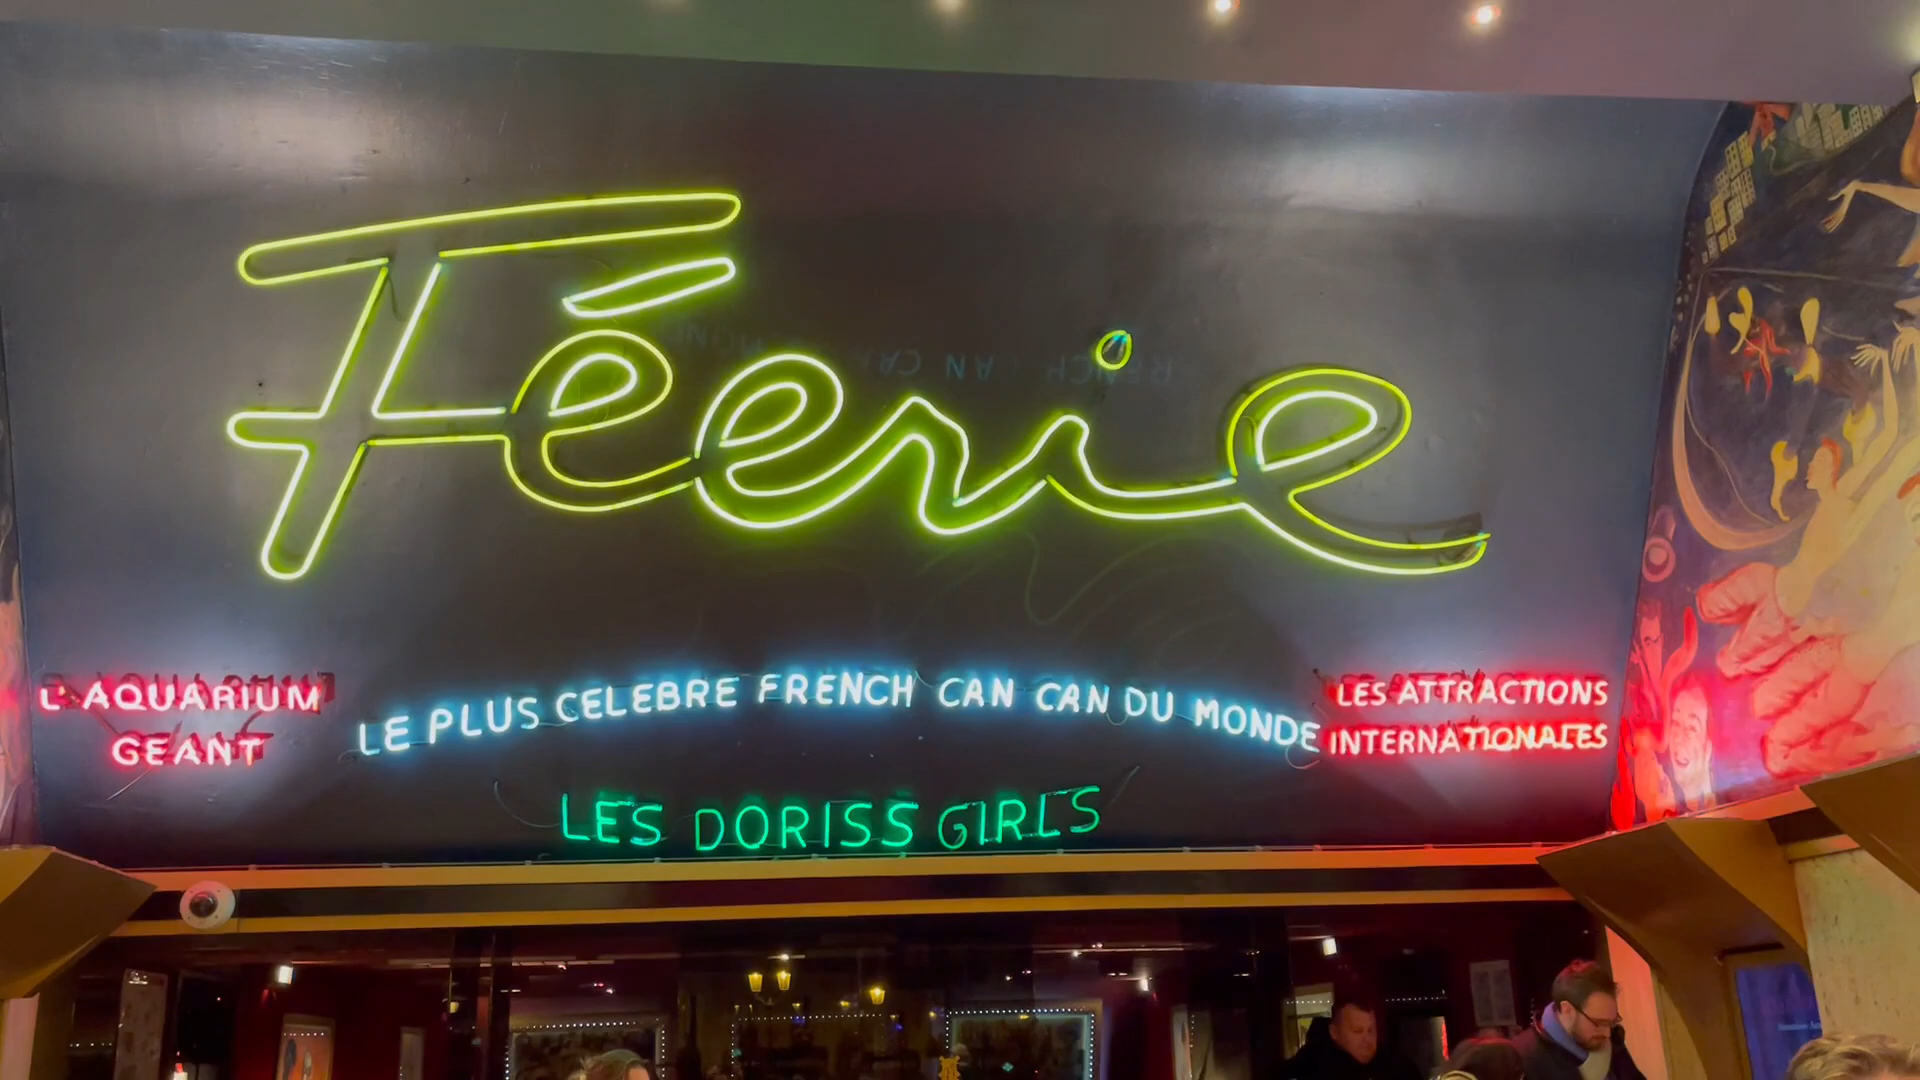 Féerie
L'AQUARIUM
GEANT
LE PLUS CELEBRE FRENCH CAN CAN DU MONDE
LES ATTRACTIONS
INTERNATIONALES
LES DORISS GIRLS